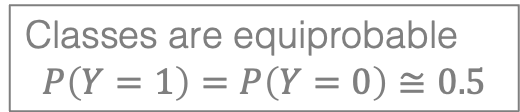 Classes are equiprobable
P(Y = 1) = P(Y = 0) ≅ 0.5